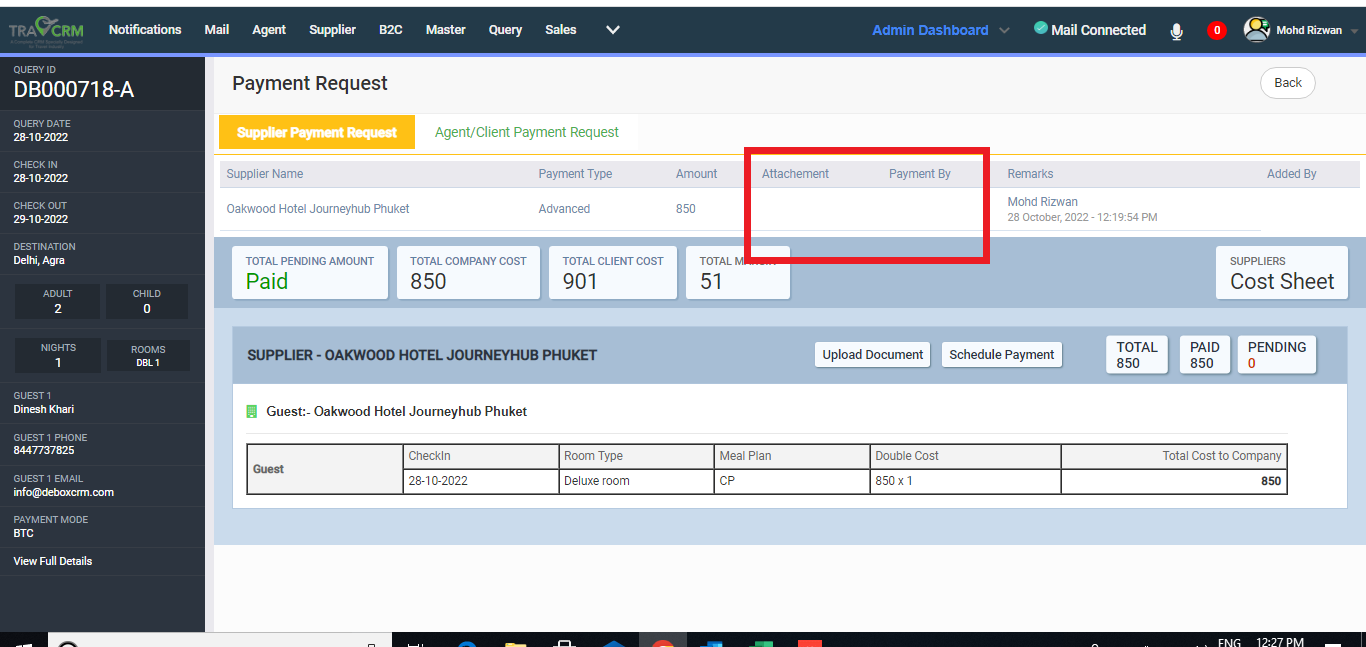 TRAVCRM
Notifications
Mail
Agent
Supplier
B2C
Master
Query
Sales
Admin Dashboard
Mail Connected
0
Mohd Rizwan
QUERY ID
DB000718-A
QUERY DATE
28-10-2022
CHECK IN
28-10-2022
CHECK OUT
29-10-2022
DESTINATION
Delhi, Agra
ADULT
2
CHILD
0
NIGHTS
1
ROOMS
DBL 1
GUEST 1
Dinesh Khari
GUEST 1 PHONE
8447737825
GUEST 1 EMAIL
info@deboxcrm.com
PAYMENT MODE
BTC
View Full Details
Payment Request
Back
Supplier Payment Request
Agent/Client Payment Request
Supplier Name Payment Type Amount Attachement Payment By Remarks Added By
Oakwood Hotel Journeyhub Phuket Advanced 850 Mohd Rizwan
28 October, 2022 - 12:19:54 PM
TOTAL PENDING AMOUNT
Paid
TOTAL COMPANY COST
850
TOTAL CLIENT COST
901
TOTAL
51
SUPPLIERS
Cost Sheet
SUPPLIER - OAKWOOD HOTEL JOURNEYHUB PHUKET
Upload Document
Schedule Payment
TOTAL
850
PAID
850
PENDING
0
Guest:- Oakwood Hotel Journeyhub Phuket
Guest
CheckIn Room Type Meal Plan Double Cost Total Cost to Company
28-10-2022 Deluxe room CP 850 x 1 850
ENG 12:27 PM